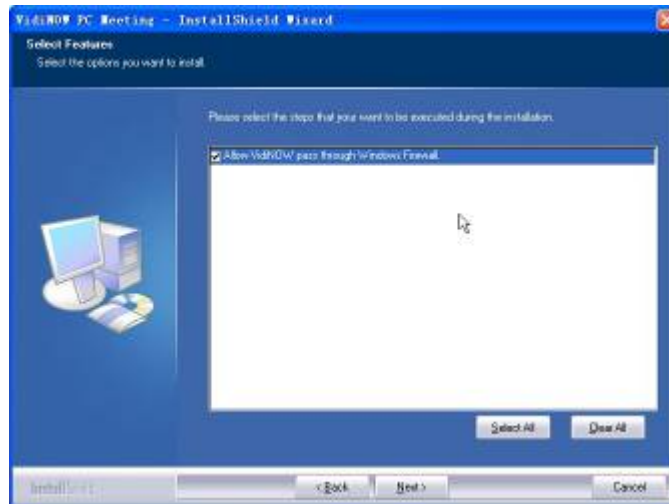 VidiNOW PC Meeting - InstallShield Wizard
Select Features
Select the options you want to install.
Please select the steps that your want to be executed during the installation.
Allow VidiNOW pass through Windows Firewall.
Select All
Clear All
InstallShield
< Back
Next >
Cancel